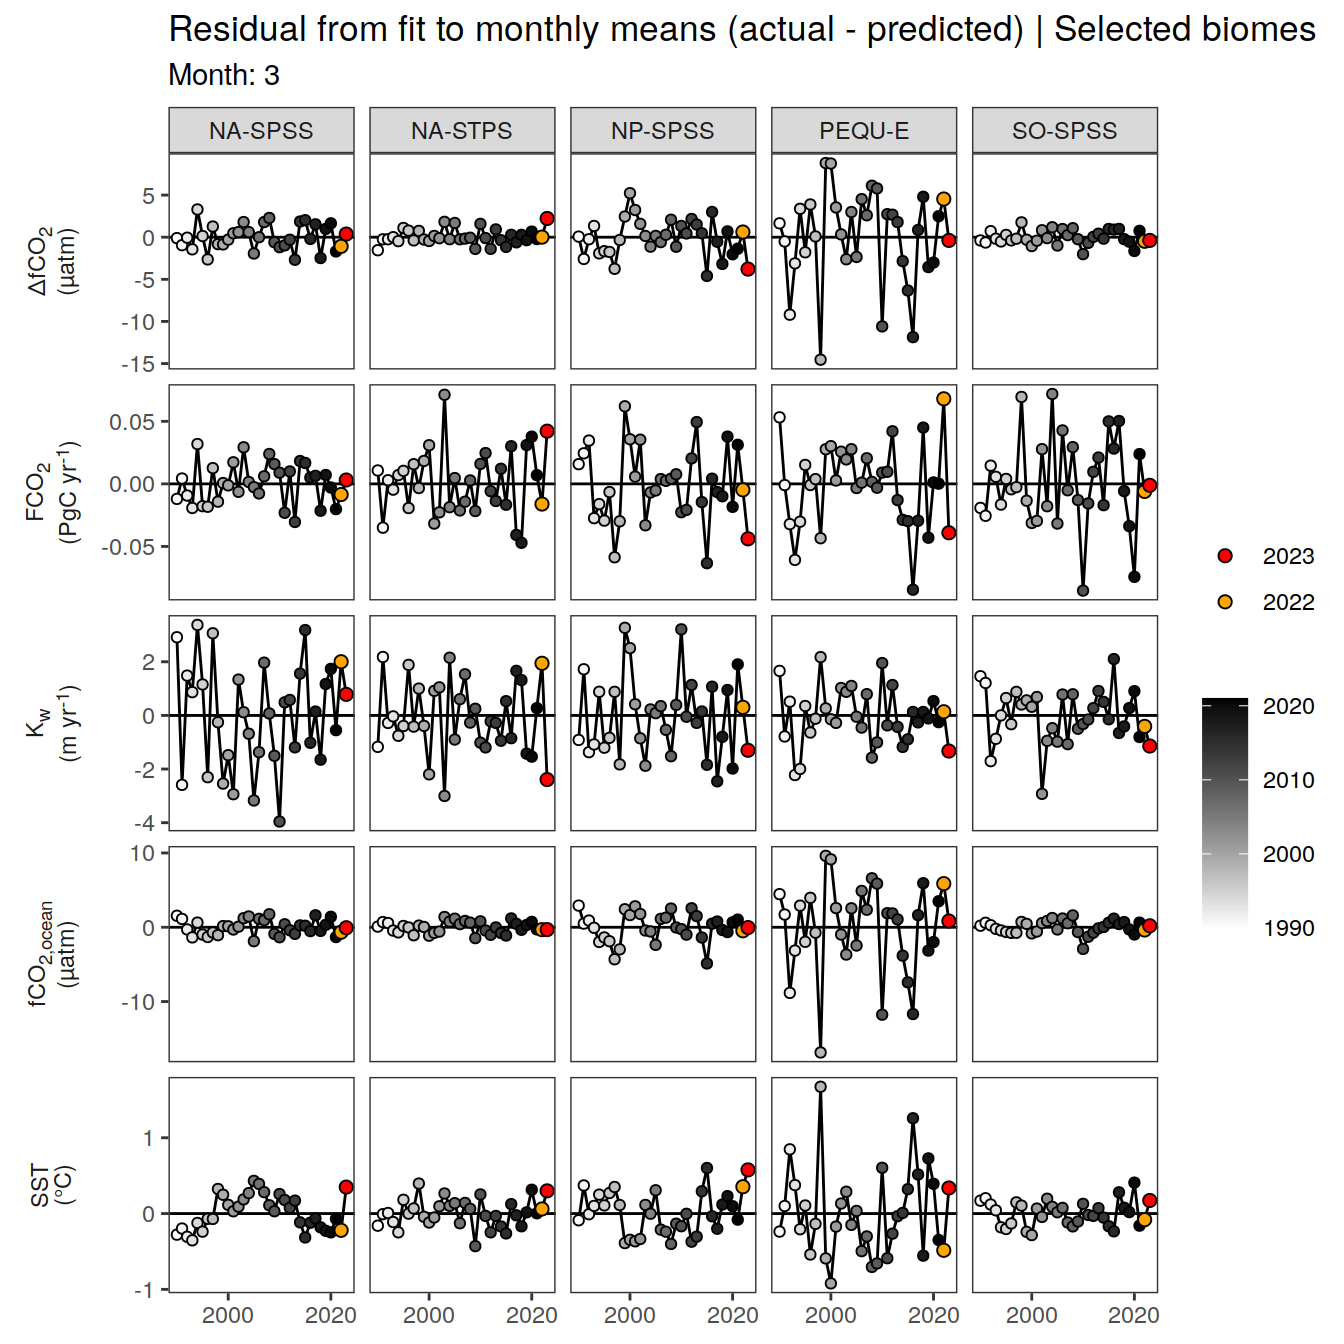 Residual from fit to monthly means (actual - predicted) | Selected biomes
Month: 3
NA-SPSS NA-STPS NP-SPSS PEQU-E SO-SPSS
ΔfCO2
(µatm)
5
0
-5
-10
-15
FCO2
(PgC yr-1)
0.05
0.00
-0.05
Kw
(m yr-1)
2
0
-2
-4
fCO2,ocean
(µatm)
10
0
-10
SST
(°C)
1
0
-1
2000 2020 2000 2020 2000 2020 2000 2020 2000 2020
2023
2022
2020
2010
2000
1990